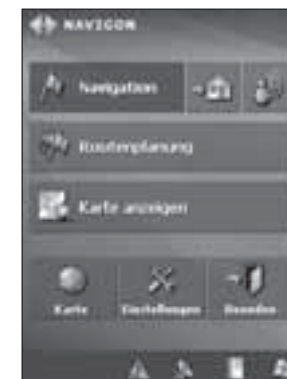 NAVIGON
Navigation
Routenplanung
Karte anzeigen
Karte Einstellungen Beenden